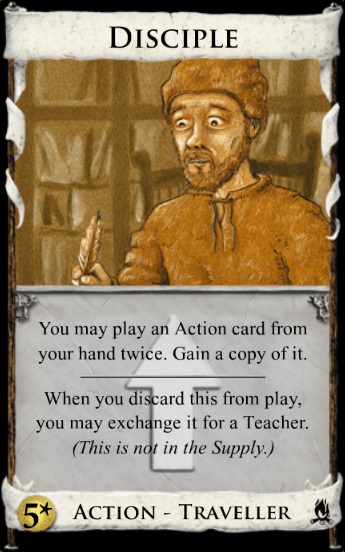 DISCIPLE
You may play an Action card from
your hand twice. Gain a copy of it.
When you discard this from play,
you may exchange it for a Teacher.
(This is not in the Supply.)
5* ACTION - TRAVELLER